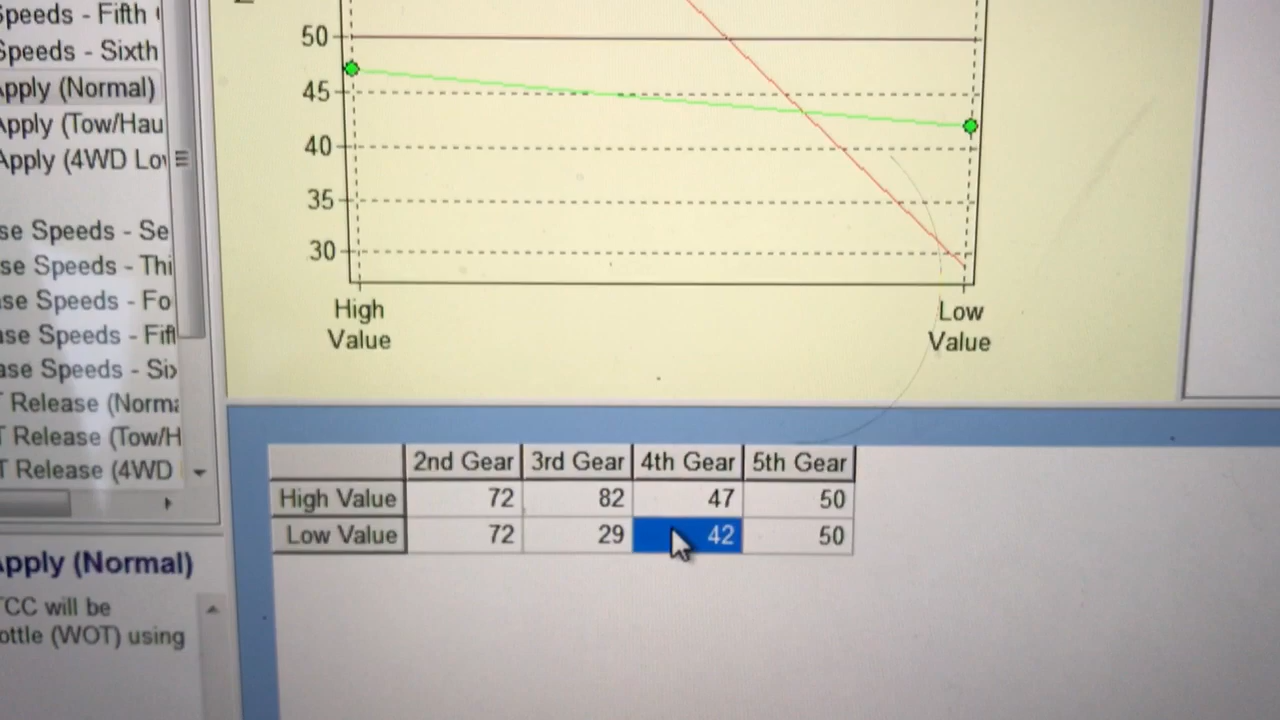 Speeds - Fifth
Speeds - Sixth
Apply (Normal)
Apply (Tow/Hau
Apply (4WD Lo
se Speeds - Se
se Speeds - Thi
ase Speeds - Fo
ase Speeds - Fift
ase Speeds - Six
T Release (Norma
T Release (Tow/H
T Release (4WD
50
45
40
35
30
High
Value
Low
Value
2nd Gear 3rd Gear 4th Gear 5th Gear
High Value 72 82 47 50
Low Value 72 29 42 50
Apply (Normal)
TCC will be
ottle (WOT) using